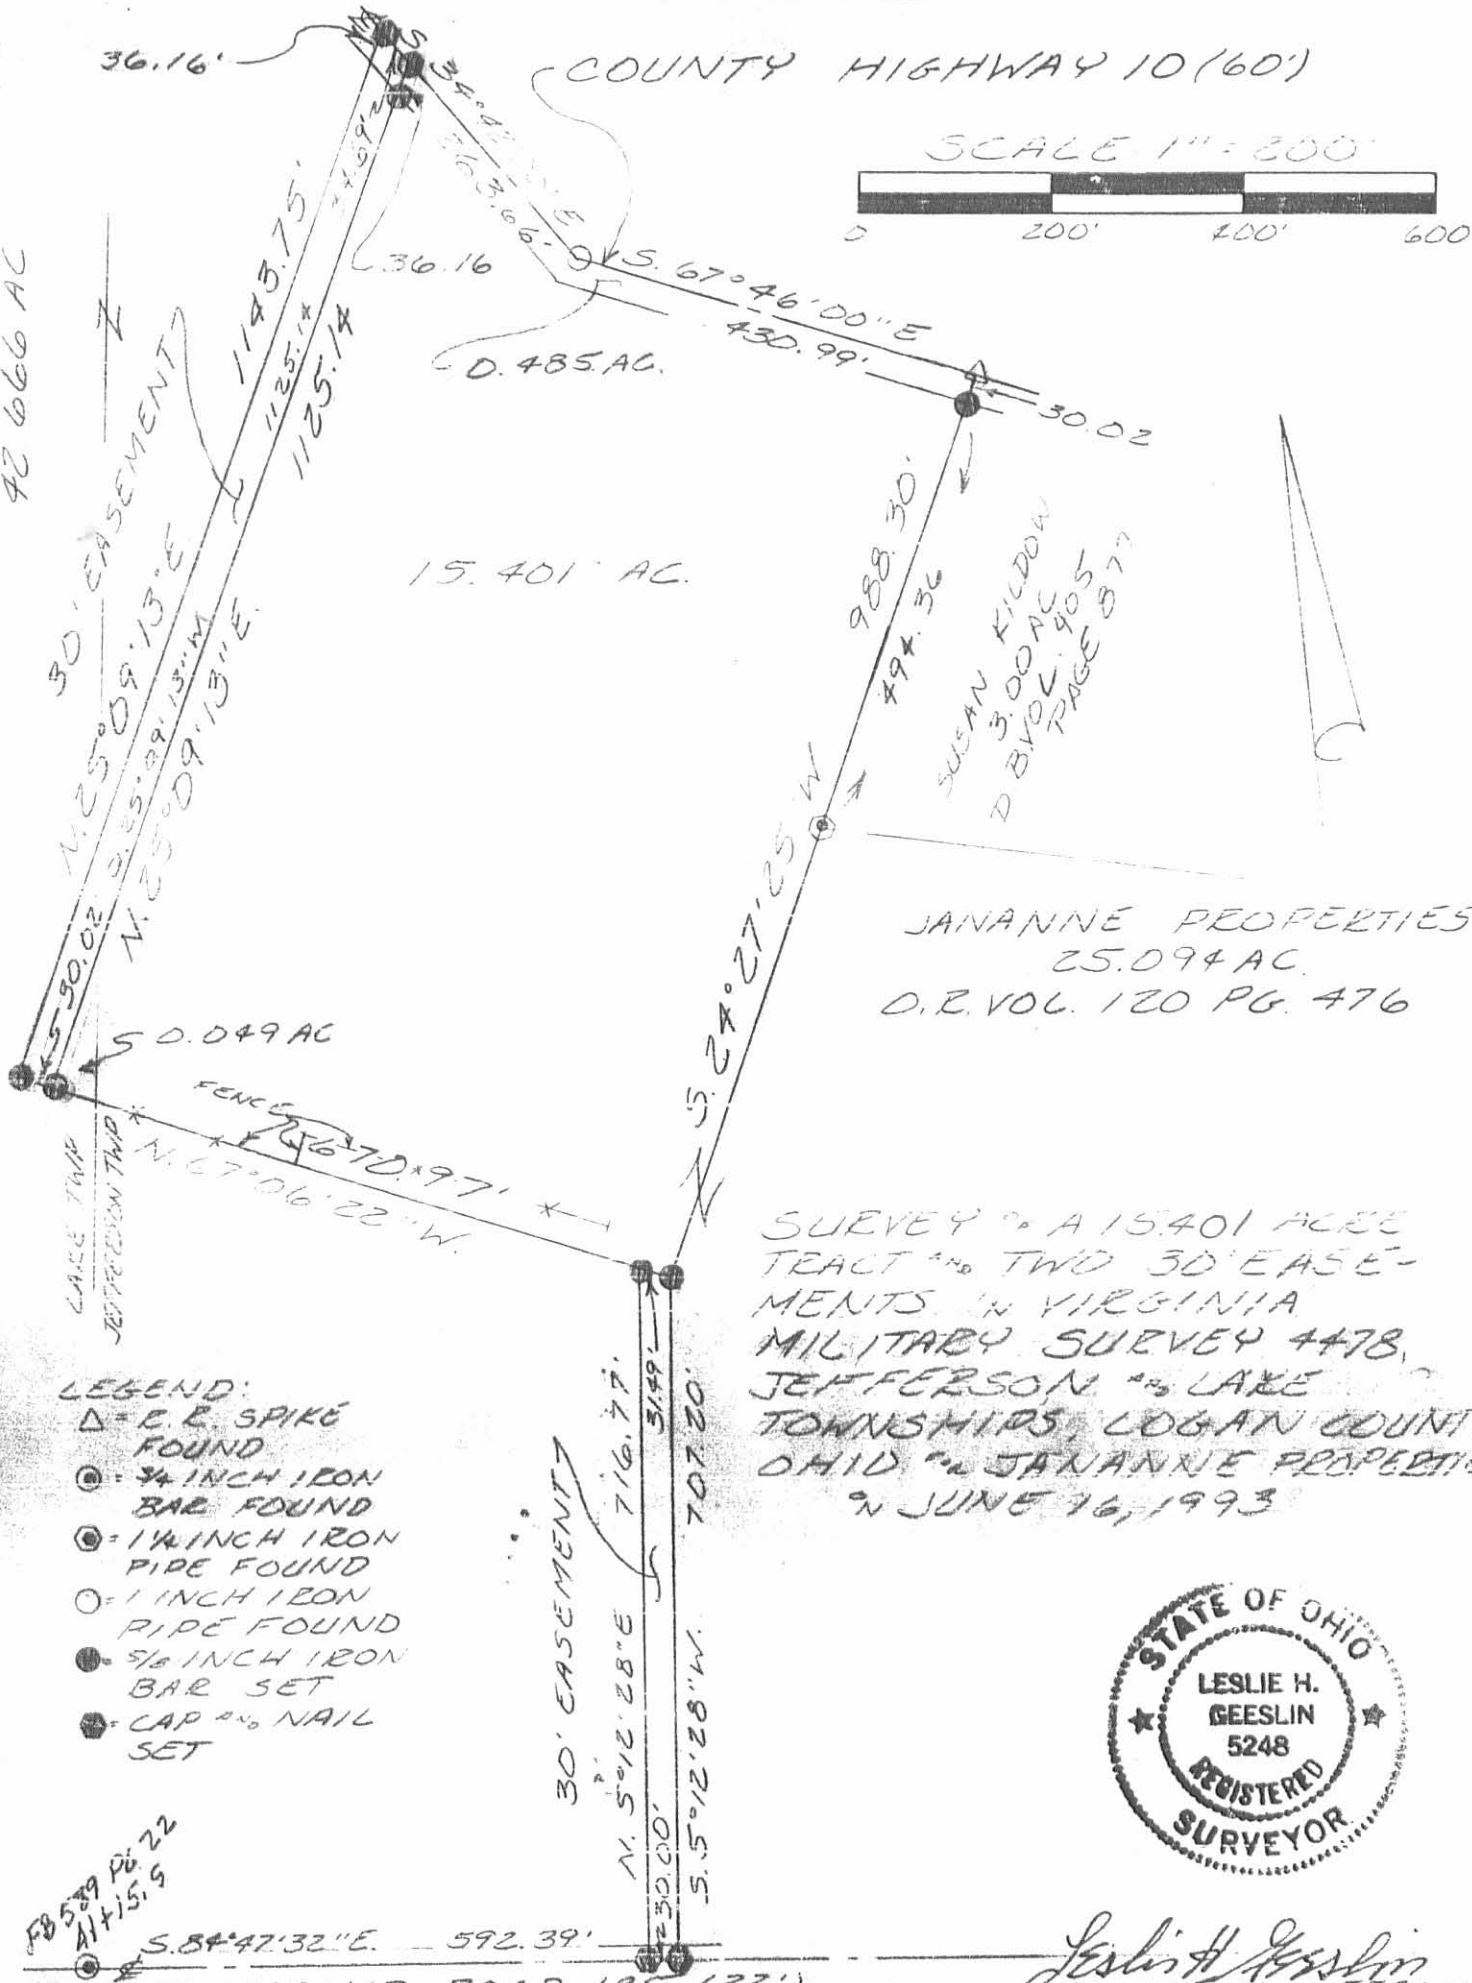 36.16'
COUNTY HIGHWAY 10 (60')
SCALE 1" = 200'
0 200' 400' 600
263.66'
S. 67°46'00" E
430.99'
30.02
36.16
0.485 AC.
1143.75'
1125.14
1125.14
42 666 AC
30' EASEMENT
N. 25°09'13" E.
N. 25°09'13" E.
30.02
15.401 AC.
988.30'
494.36
S. 24°27'25 W
SUSAN KILDOW
3.00 AC
D B. VOL. 405
PAGE 877
JANANNE PROPERTIES
25.094 AC.
O.R. VOL. 120 PG. 476
0.049 AC
FENCE
670.97'
N. 67°06'22" W.
LAKE TWP
JEFFERSON TWP
SURVEY OF A 15.401 ACRE
TRACT AND TWO 30' EASE-
MENTS IN VIRGINIA
MILITARY SURVEY 4478,
JEFFERSON AND LAKE
TOWNSHIPS, LOGAN COUNT
OHIO FOR JANANNE PROPERTIE
ON JUNE 16, 1993
LEGEND:
△ = R.R. SPIKE
FOUND
= 3/4 INCH IRON
BAR FOUND
= 1 1/4 INCH IRON
PIPE FOUND
○ = 1 INCH IRON
PIPE FOUND
= 5/8 INCH IRON
BAR SET
= CAP AND NAIL
SET
30' EASEMENT
716.77'
31.49
707.20'
N. 5°12'28" E
S. 5°12'28" W.
30.00'
STATE OF OHIO
LESLIE H.
GEESLIN
5248
REGISTERED
SURVEYOR
FB 589 PG. 22
S. 84°42'32" E. 592.39'
Leslie H Geeslin